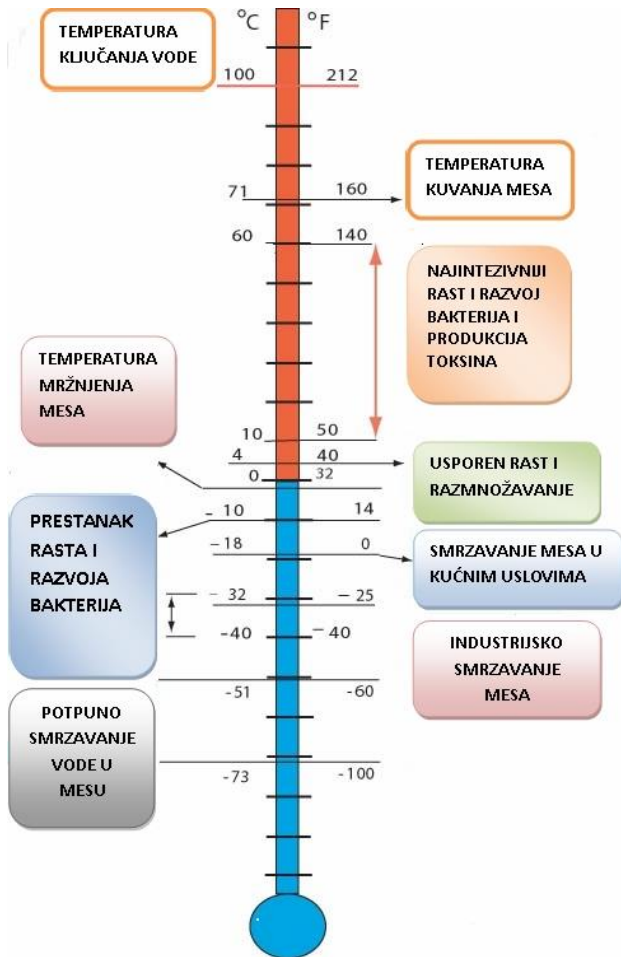 °C °F
TEMPERATURA
KLJUČANJA VODE
100 212
TEMPERATURA
KUVANJA MESA
71 160
60 140
NAJINTEZIVNIJI
RAST I RAZVOJ
BAKTERIJA I
PRODUKCIJA
TOKSINA
TEMPERATURA
MRŽNJENJA
MESA
10 50
4 40
0 32
USPOREN RAST I
RAZMNOŽAVANJE
PRESTANAK
RASTA I
RAZVOJA
BAKTERIJA
- 10 14
- 18 0
SMRZAVANJE MESA U
KUĆNIM USLOVIMA
- 32 - 25
-40 - 40
INDUSTRIJSKO
SMRZAVANJE
MESA
-51 -60
POTPUNO
SMRZAVANJE
VODE U
MESU
-73 -100